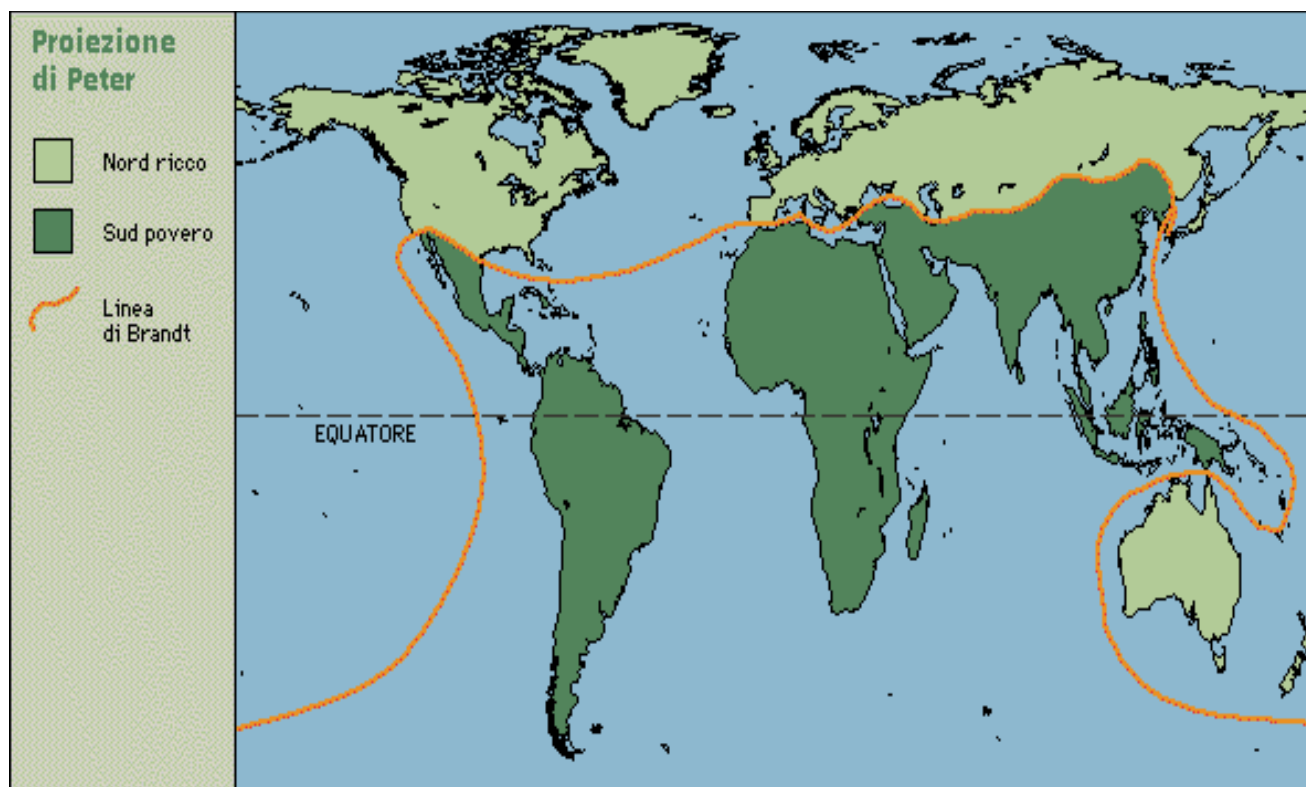 Proiezione
di Peter
Nord ricco
Sud povero
Linea
di Brandt
EQUATORE